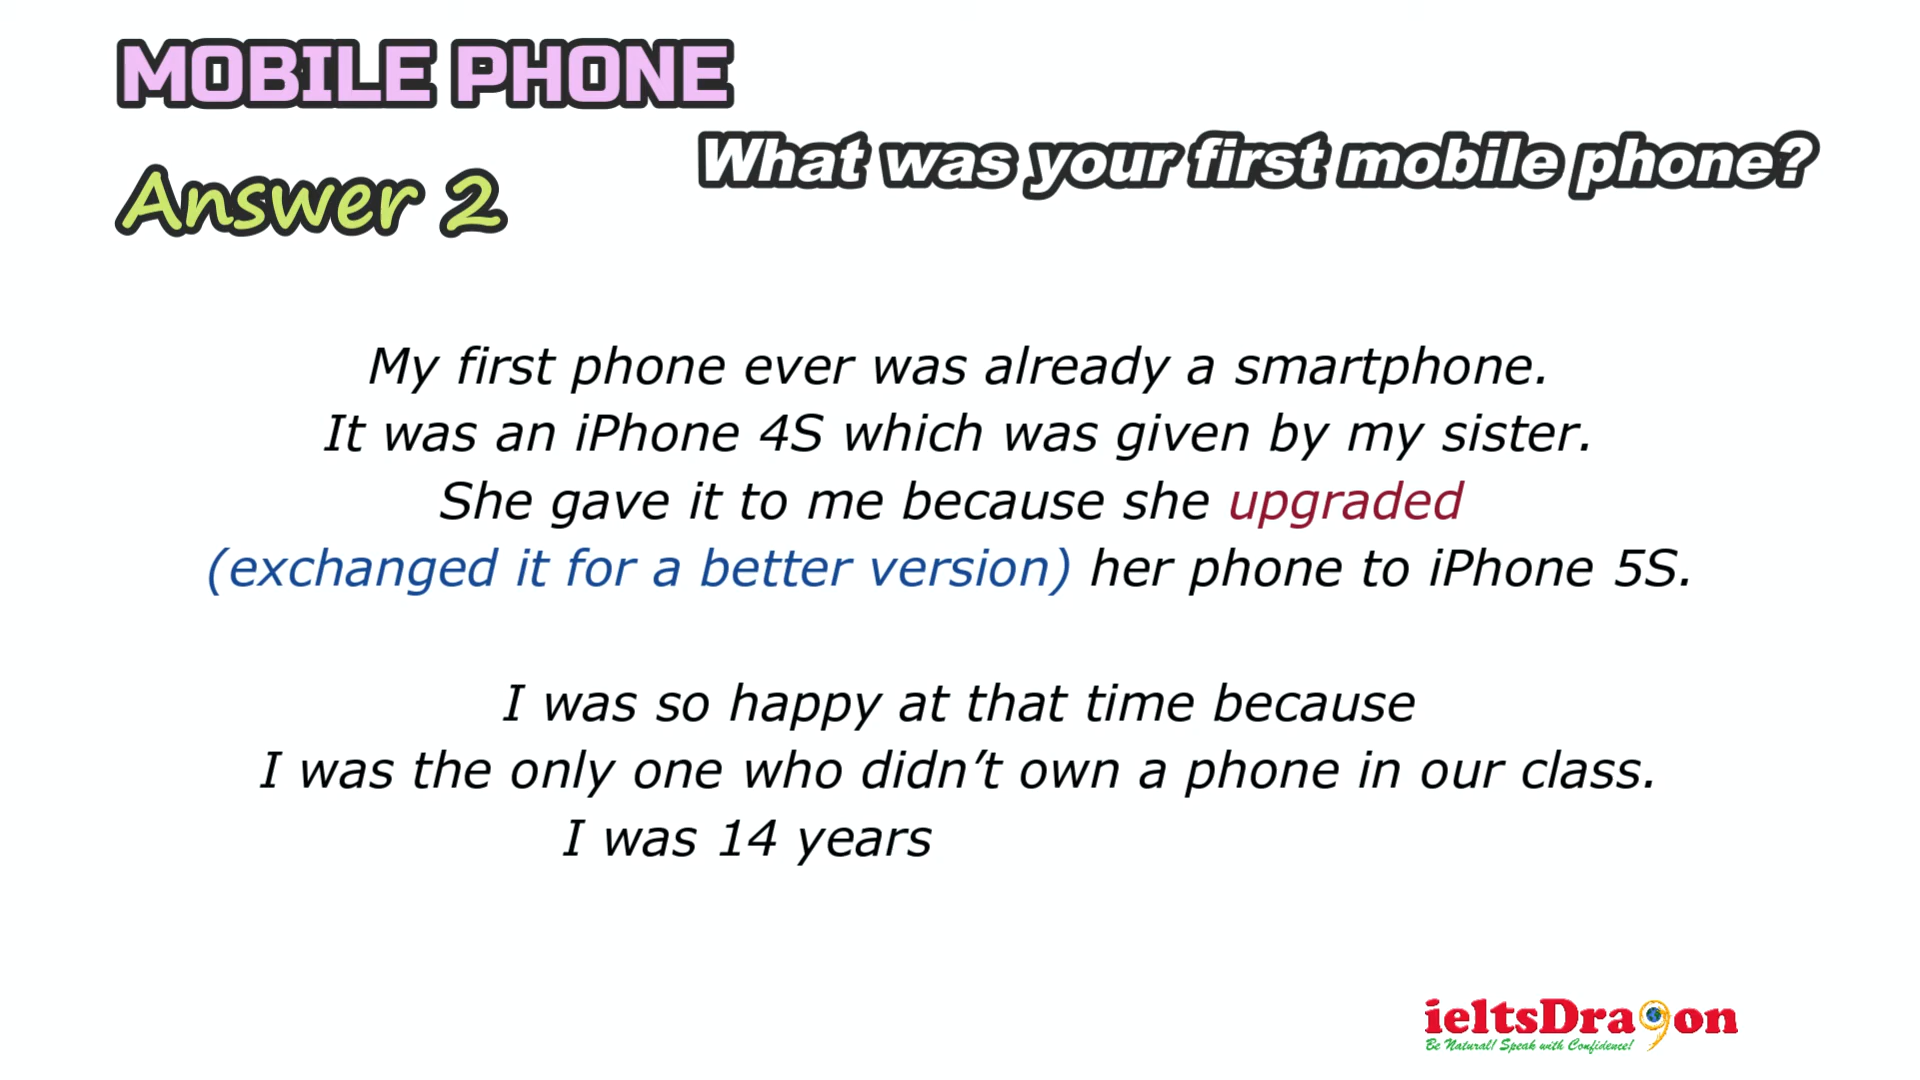 MOBILE PHONE
What was your first mobile phone?
Answer 2
My first phone ever was already a smartphone.
It was an iPhone 4S which was given by my sister.
She gave it to me because she upgraded
(exchanged it for a better version) her phone to iPhone 5S.
I was so happy at that time because
I was the only one who didn’t own a phone in our class.
I was 14 years
ieltsDra9on
Be Natural! Speak with Confidence!